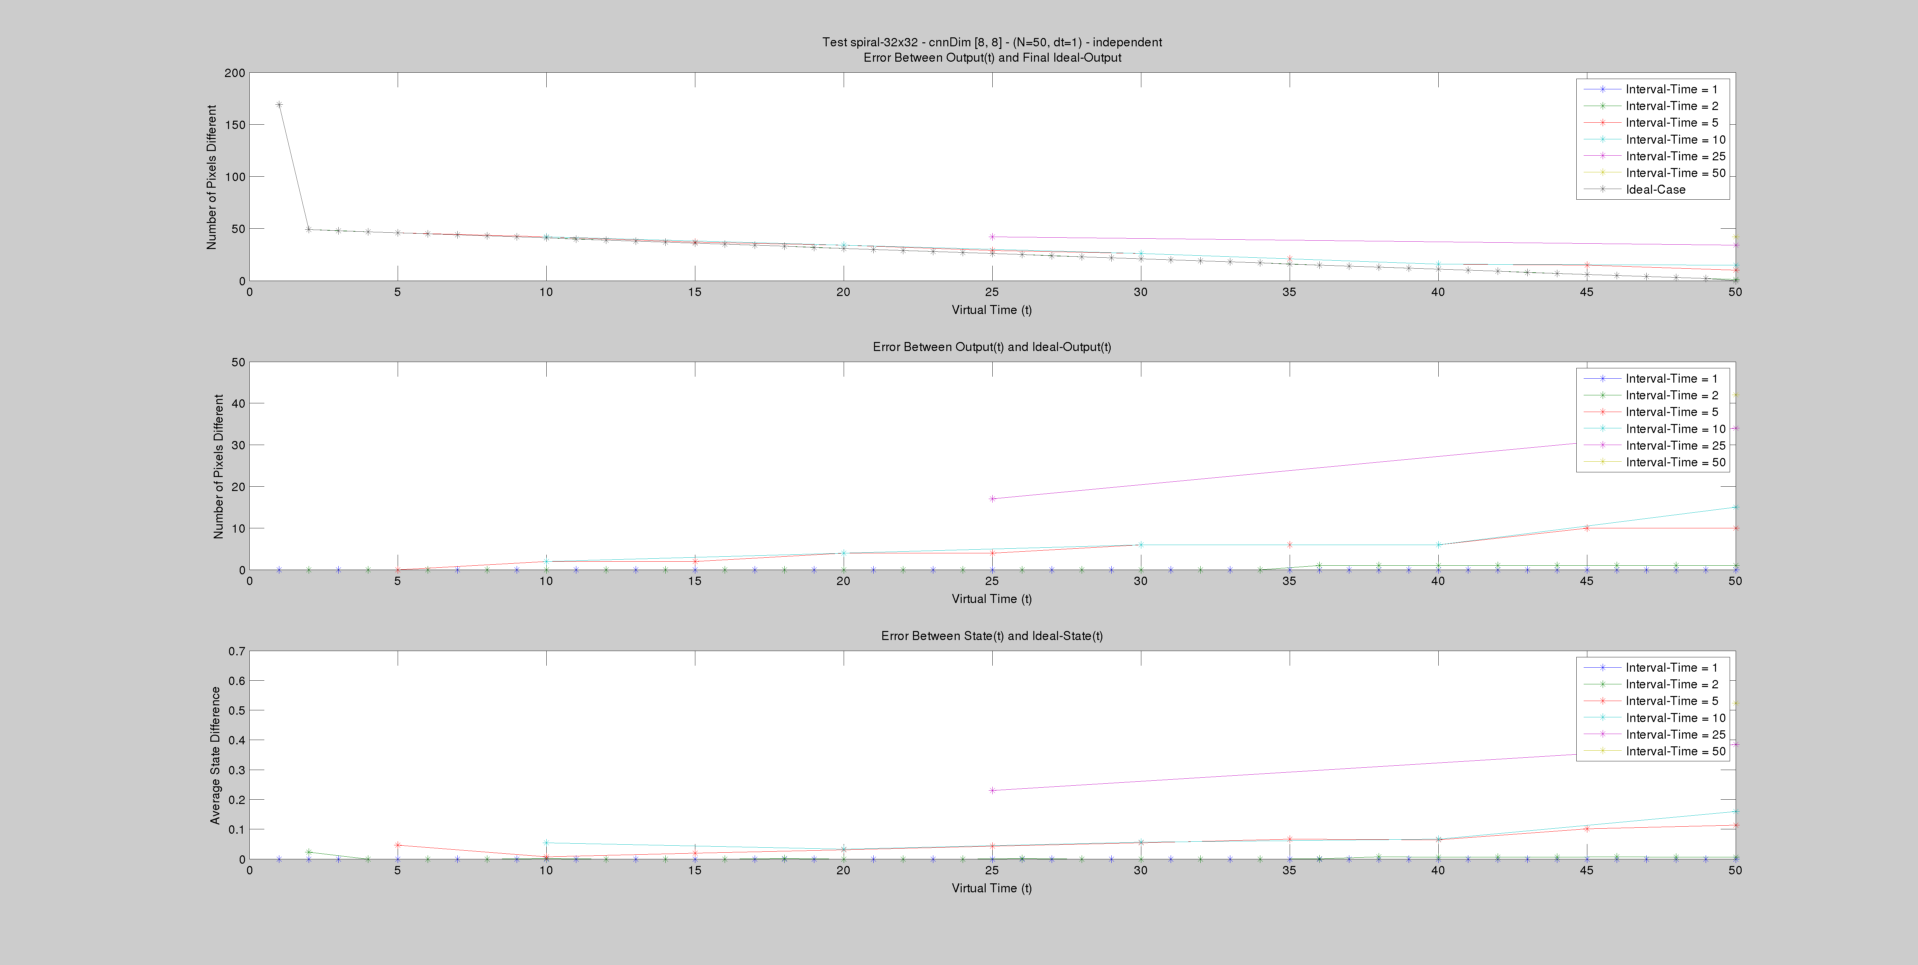 Test spiral-32x32 - cnnDim [8, 8] - (N=50, dt=1) - independent
Error Between Output(t) and Final Ideal-Output
Number of Pixels Different
200
150
100
50
0
0 5 10 15 20 25 30 35 40 45 50
Virtual Time (t)
Interval-Time = 1
Interval-Time = 2
Interval-Time = 5
Interval-Time = 10
Interval-Time = 25
Interval-Time = 50
Ideal-Case
Error Between Output(t) and Ideal-Output(t)
Number of Pixels Different
50
40
30
20
10
0
0 5 10 15 20 25 30 35 40 45 50
Virtual Time (t)
Interval-Time = 1
Interval-Time = 2
Interval-Time = 5
Interval-Time = 10
Interval-Time = 25
Interval-Time = 50
Error Between State(t) and Ideal-State(t)
Average State Difference
0.7
0.6
0.5
0.4
0.3
0.2
0.1
0
0 5 10 15 20 25 30 35 40 45 50
Virtual Time (t)
Interval-Time = 1
Interval-Time = 2
Interval-Time = 5
Interval-Time = 10
Interval-Time = 25
Interval-Time = 50